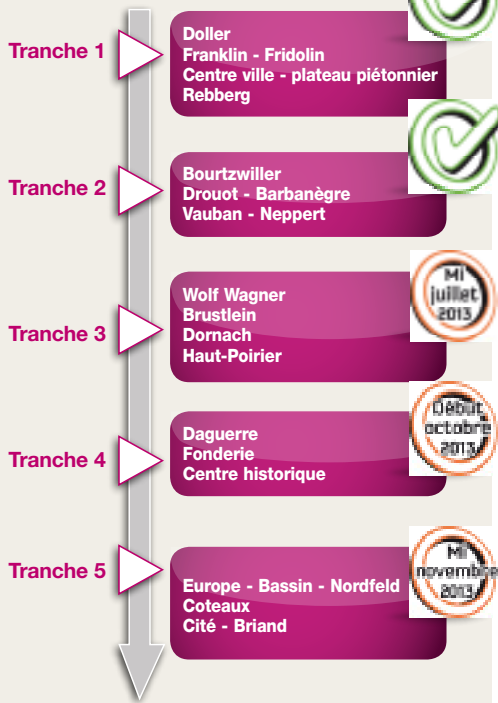 Tranche 1
Doller
Franklin - Fridolin
Centre ville - plateau piétonnier
Rebberg
Tranche 2
Bourtzwiller
Drouot - Barbanègre
Vauban - Neppert
Tranche 3
Wolf Wagner
Brustlein
Dornach
Haut-Poirier
Mi
juillet
2013
Tranche 4
Daguerre
Fonderie
Centre historique
Début
octobre
2013
Tranche 5
Europe - Bassin - Nordfeld
Coteaux
Cité - Briand
Mi
novembre
2013